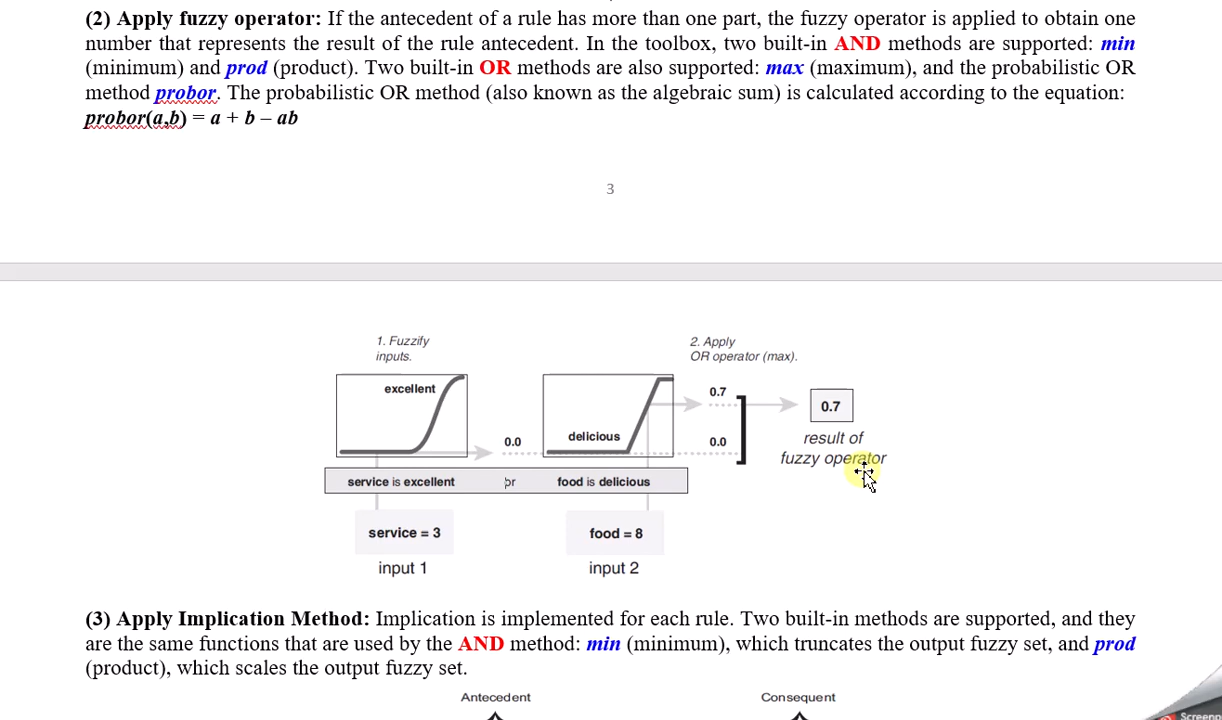 (2) Apply fuzzy operator: If the antecedent of a rule has more than one part, the fuzzy operator is applied to obtain one
number that represents the result of the rule antecedent. In the toolbox, two built-in AND methods are supported: min
(minimum) and prod (product). Two built-in OR methods are also supported: max (maximum), and the probabilistic OR
method probor. The probabilistic OR method (also known as the algebraic sum) is calculated according to the equation:
probor(a,b) = a + b – ab
3
1. Fuzzify
inputs.
2. Apply
OR operator (max).
excellent
0.0
delicious
0.7
0.0
0.7
result of
fuzzy operator
service is excellent or food is delicious
service = 3
food = 8
input 1
input 2
(3) Apply Implication Method: Implication is implemented for each rule. Two built-in methods are supported, and they
are the same functions that are used by the AND method: min (minimum), which truncates the output fuzzy set, and prod
(product), which scales the output fuzzy set.
Antecedent
Consequent